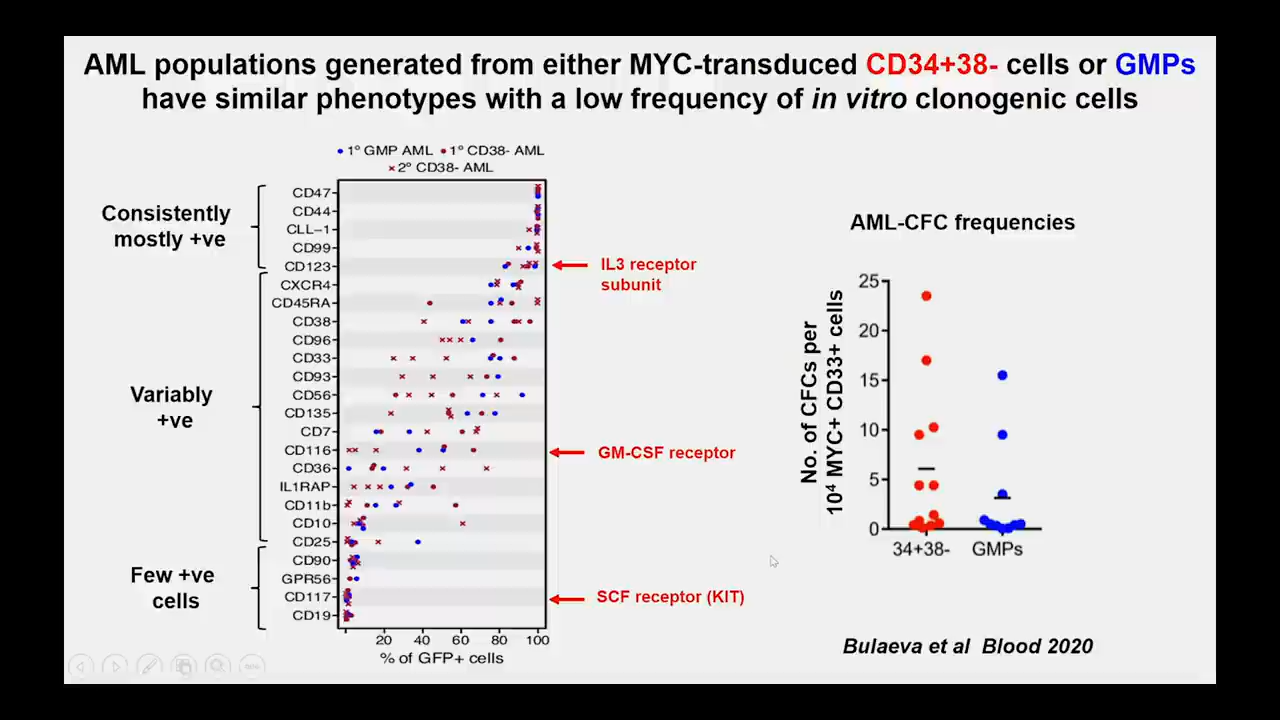 AML populations generated from either MYC-transduced CD34+38- cells or GMPs
have similar phenotypes with a low frequency of in vitro clonogenic cells
1° GMP AML 1° CD38- AML
2° CD38- AML
Consistently
mostly +ve
Variably
+ve
Few +ve
cells
CD47
CD44
CLL-1
CD99
CD123
CXCR4
CD45RA
CD38
CD96
CD33
CD93
CD56
CD135
CD7
CD116
CD36
IL1RAP
CD11b
CD10
CD25
CD90
GPR56
CD117
CD19
20 40 60 80 100
% of GFP+ cells
IL3 receptor
subunit
GM-CSF receptor
SCF receptor (KIT)
AML-CFC frequencies
No. of CFCs per
10⁴ MYC+ CD33+ cells
25
20
15
10
5
0
34+38- GMPs
Bulaeva et al Blood 2020